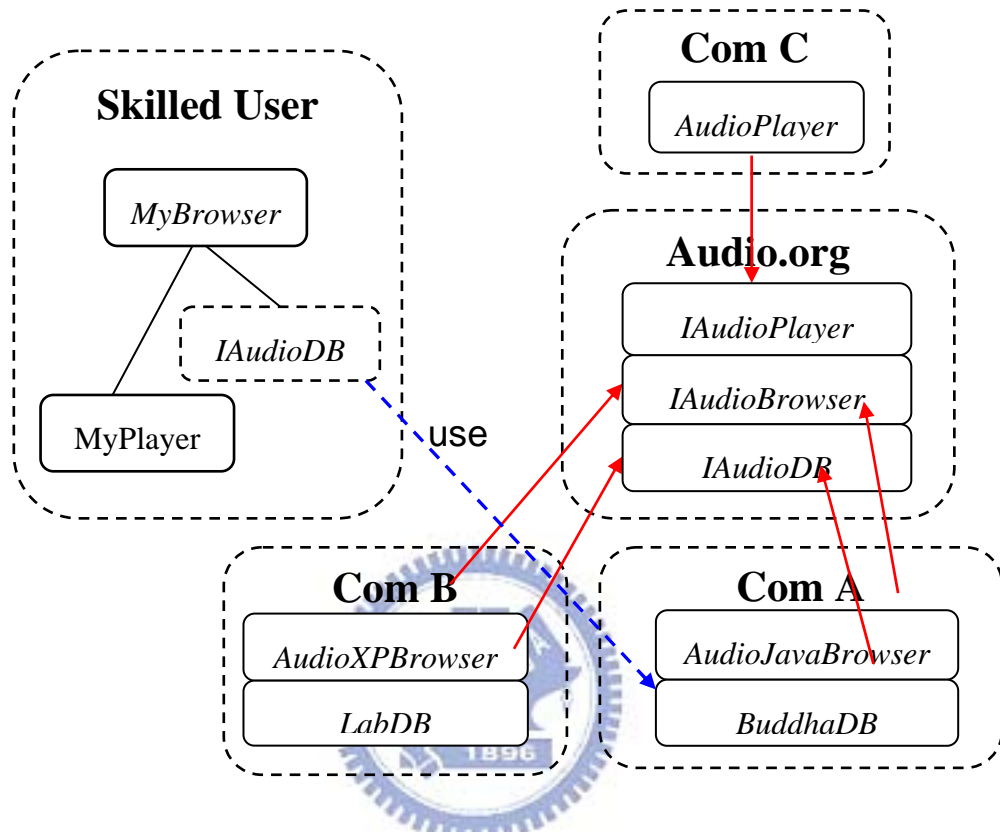 Skilled User
MyBrowser
IAudioDB
MyPlayer
use
Com C
AudioPlayer
Audio.org
IAudioPlayer
IAudioBrowser
IAudioDB
Com B
AudioXPBrowser
LabDB
1896
Com A
AudioJavaBrowser
BuddhaDB